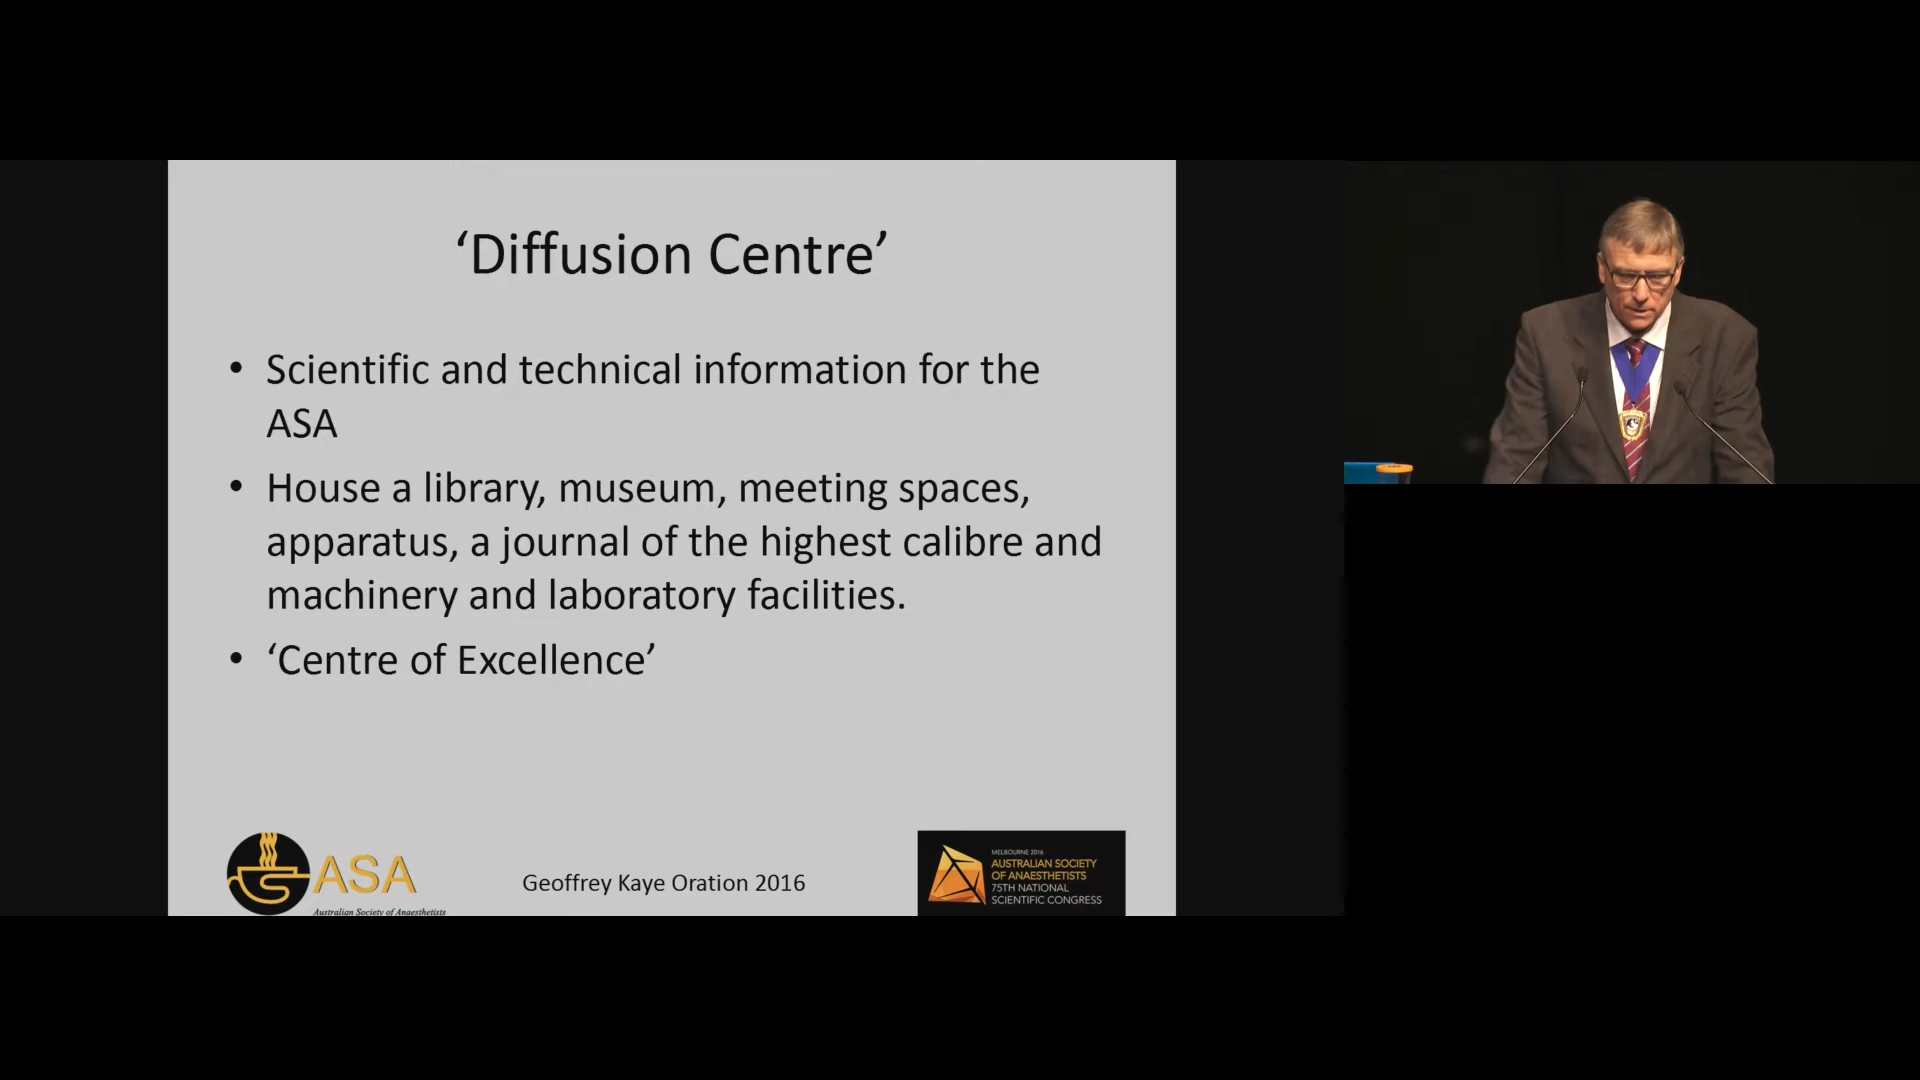 ‘Diffusion Centre’
• Scientific and technical information for the
ASA
• House a library, museum, meeting spaces,
apparatus, a journal of the highest calibre and
machinery and laboratory facilities.
• ‘Centre of Excellence’
ASA
Australian Society of Anaesthetists
Geoffrey Kaye Oration 2016
MELBOURNE 2016
AUSTRALIAN SOCIETY
OF ANAESTHETISTS
75TH NATIONAL
SCIENTIFIC CONGRESS